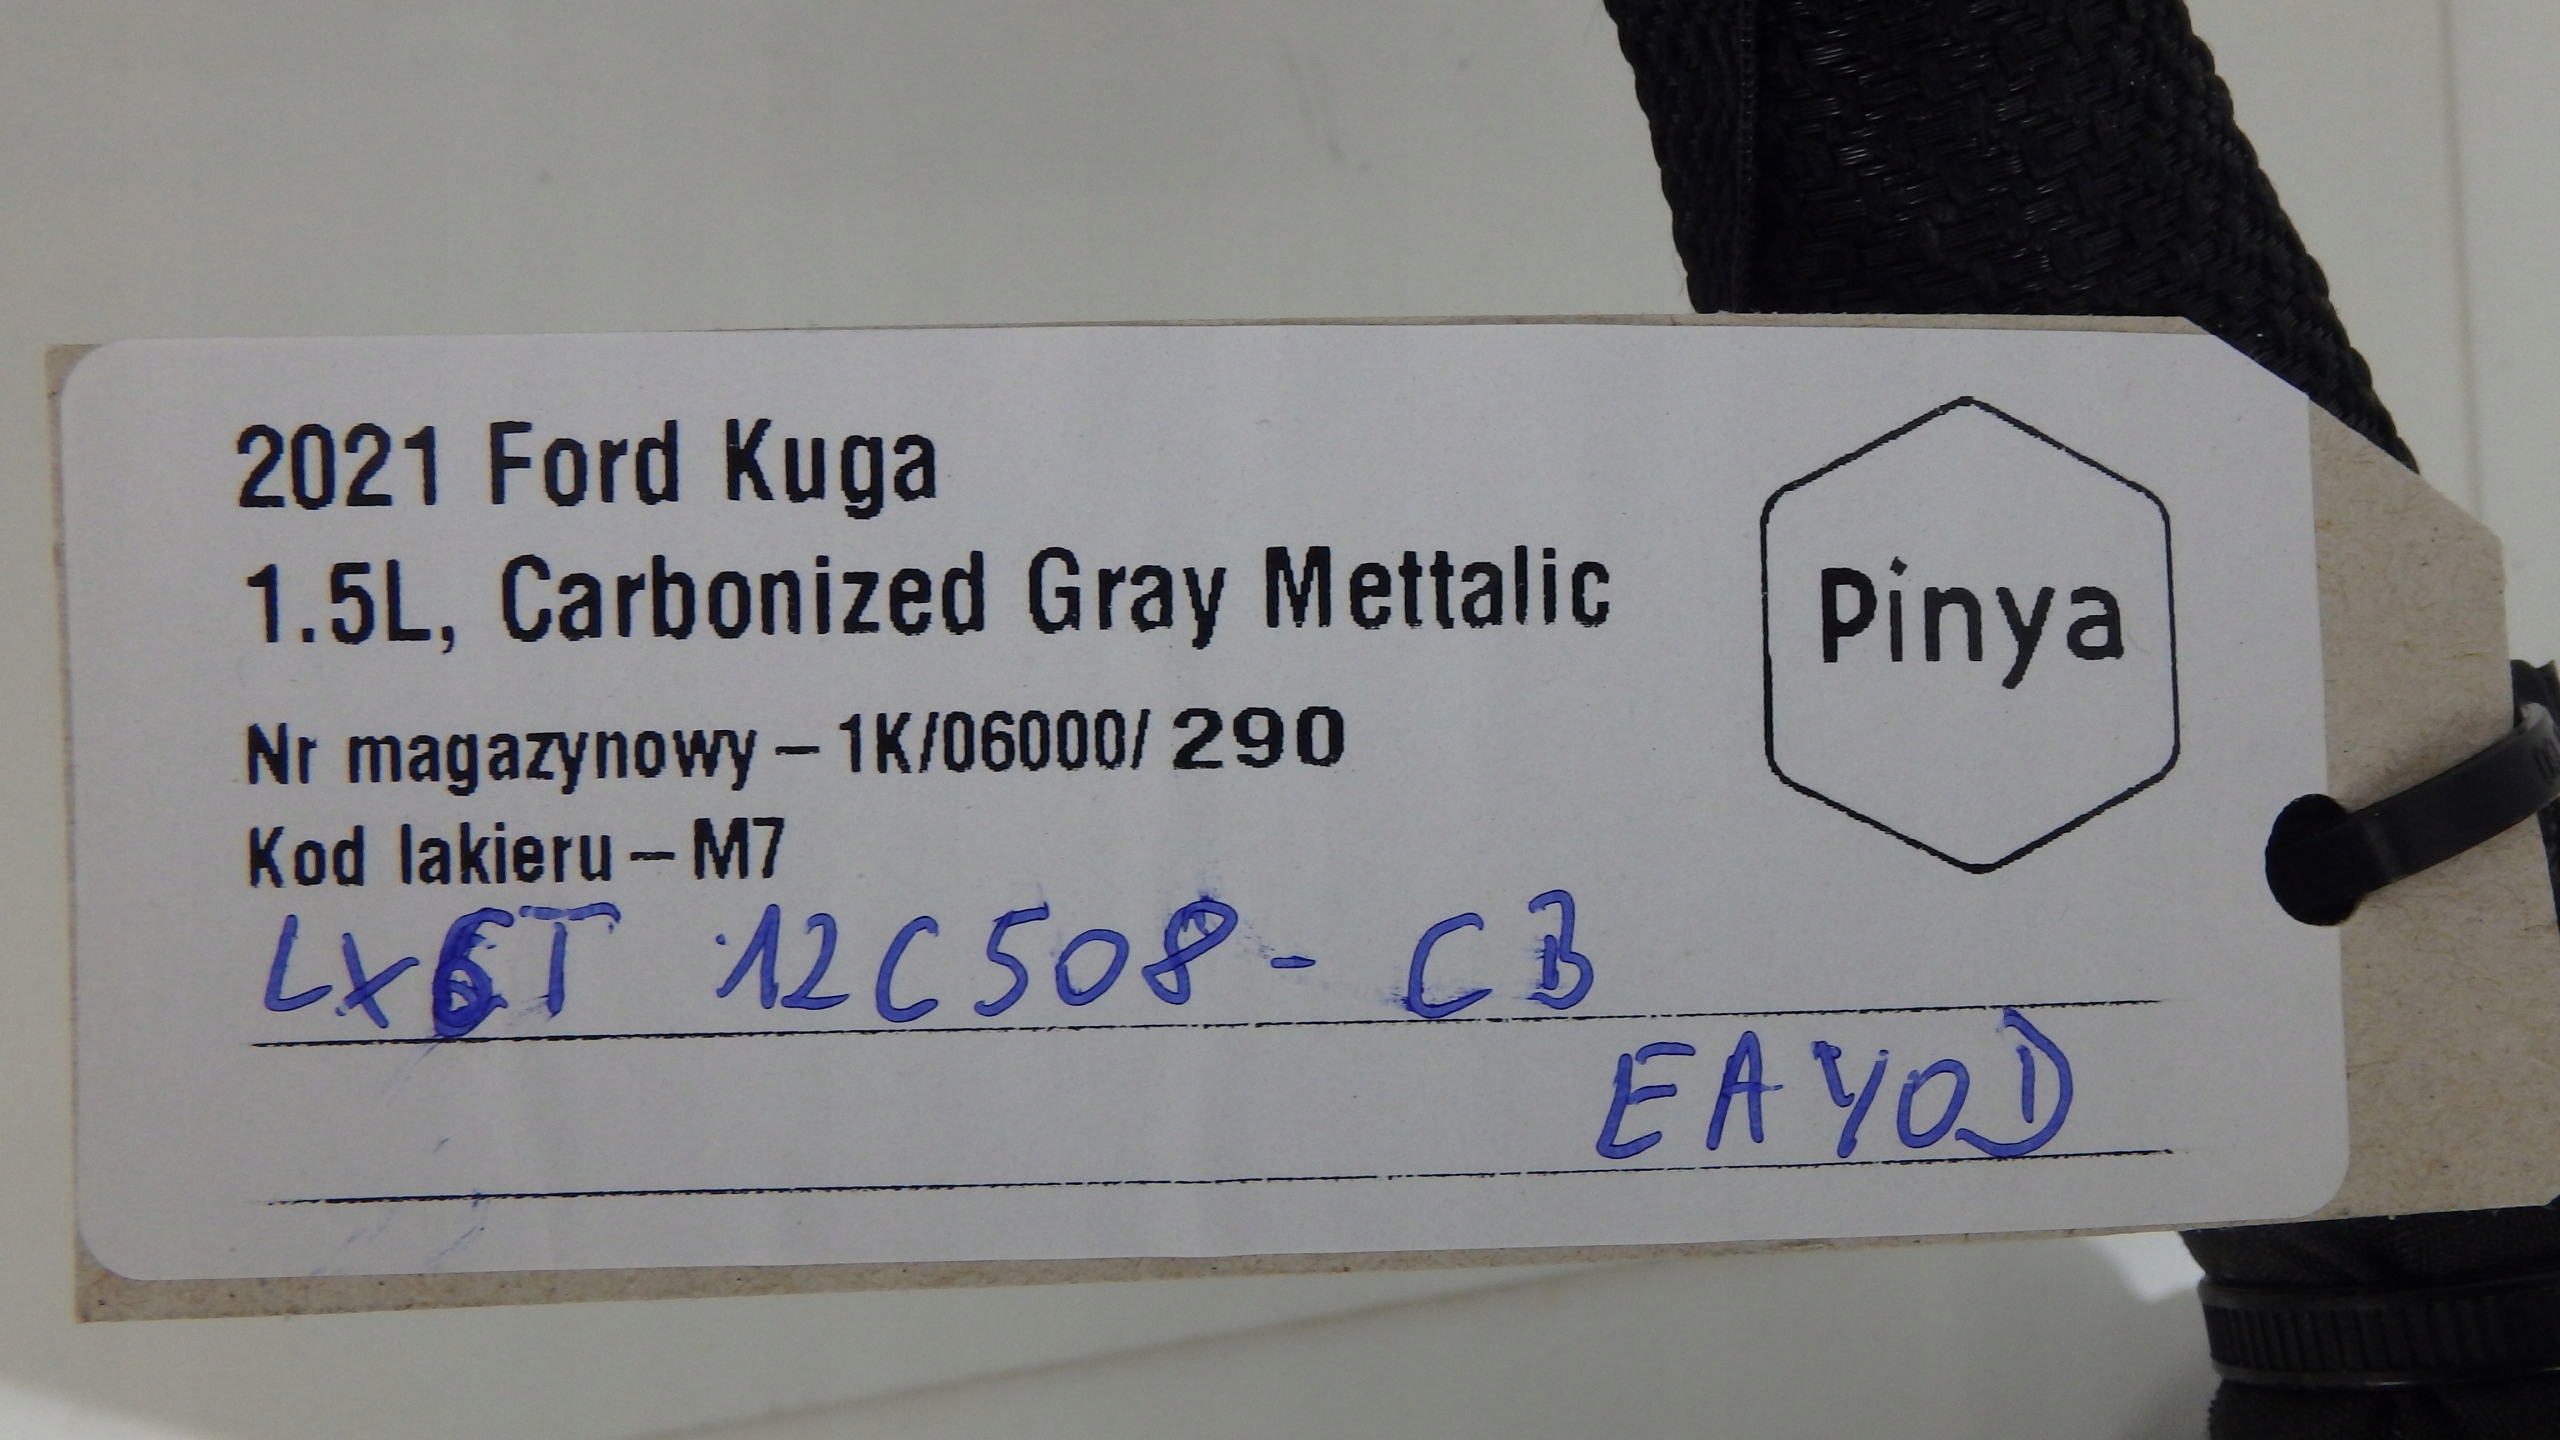 2021 Ford Kuga
1.5L, Carbonized Gray Mettalic
Pinya
Nr magazynowy – 1K/06000/ 290
Kod lakieru – M7
LX6T 12C508- CB
EAYOD